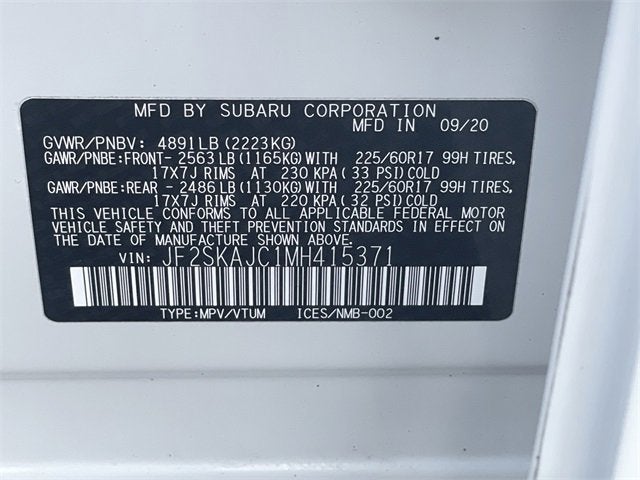 MFD BY SUBARU CORPORATION
MFD IN 09/20
GVWR/PNBV: 4891LB(2223KG)
GAWR/PNBE:FRONT- 2563LB(1165KG)WITH 225/60R17 99H TIRES,
17X7J RIMS AT 230 KPA(33 PSI)COLD
GAWR/PNBE:REAR - 2486LB(1130KG)WITH 225/60R17 99H TIRES,
17X7J RIMS AT 220 KPA(32 PSI)COLD
THIS VEHICLE CONFORMS TO ALL APPLICABLE FEDERAL MOTOR
VEHICLE SAFETY AND THEFT PREVENTION STANDARDS IN EFFECT ON
THE DATE OF MANUFACTURE SHOWN ABOVE.
VIN: JF2SKAJC1MH415371
TYPE:MPV/VTUM ICES/NMB-002